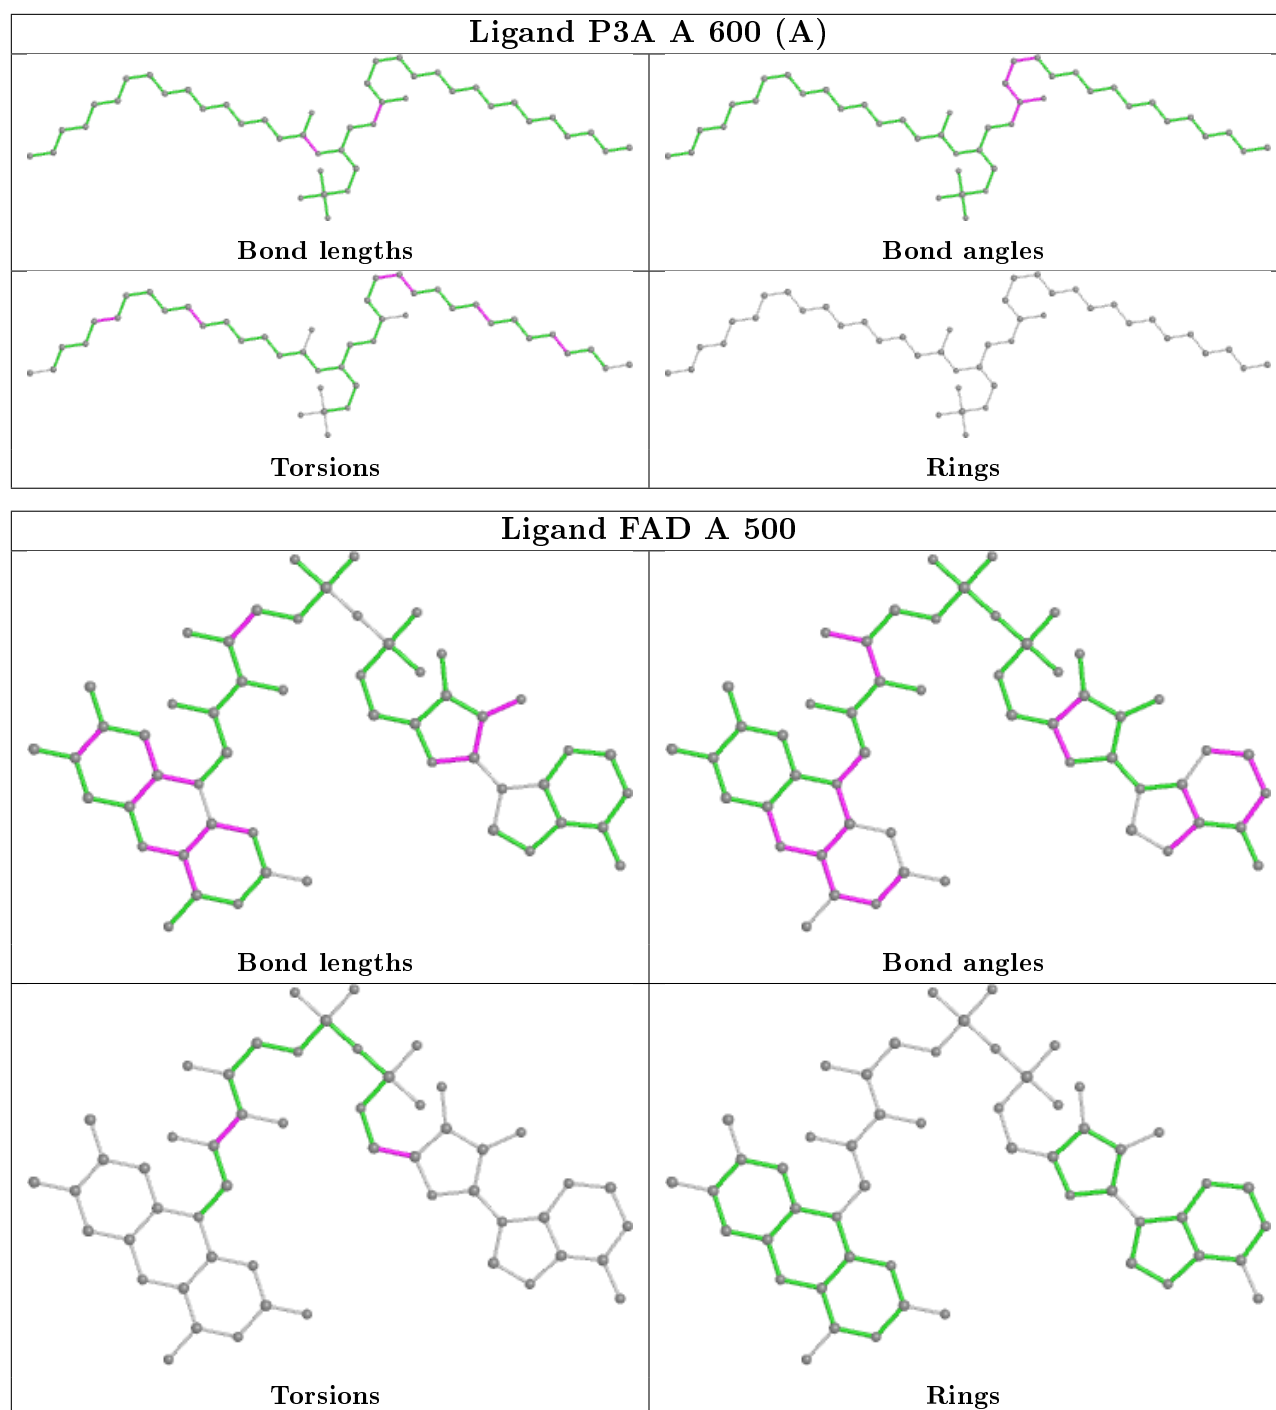 Ligand P3A A 600 (A)
Bond lengths
Bond angles
Torsions
Rings
Ligand FAD A 500
Bond lengths
Bond angles
Torsions
Rings